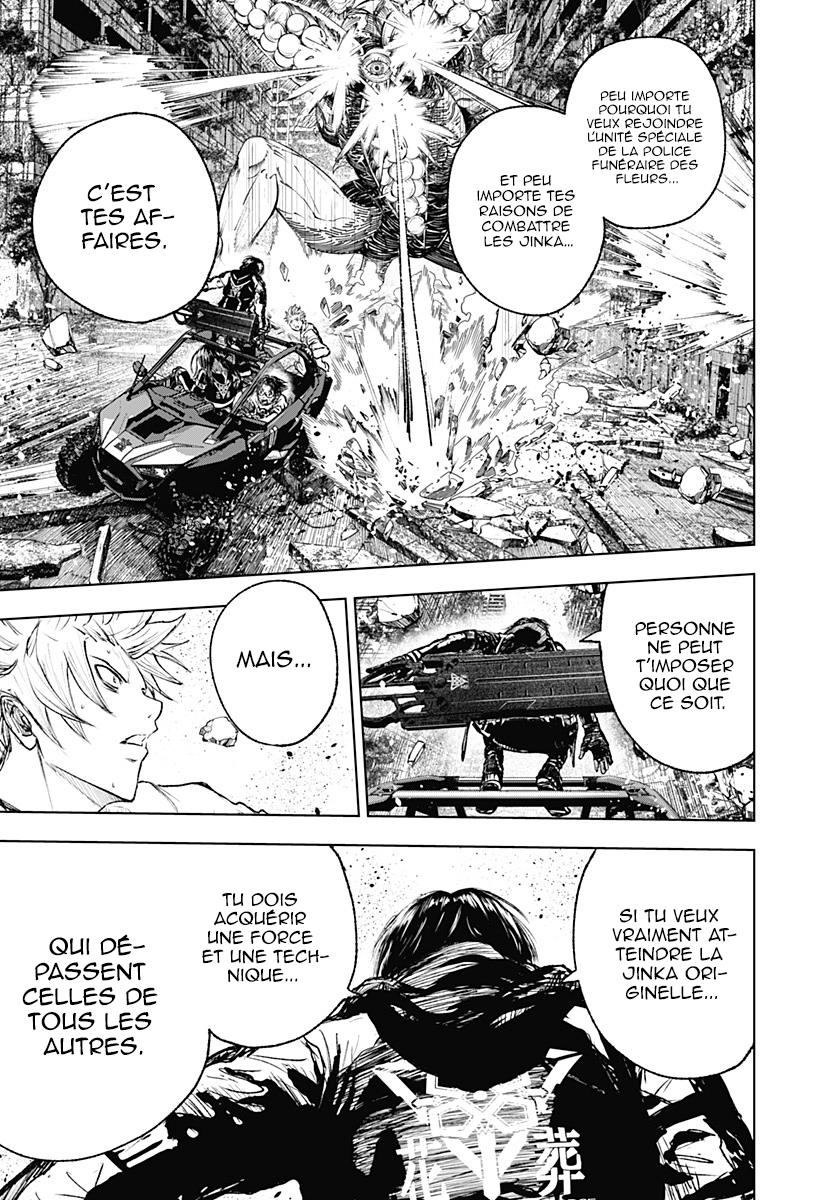 PEU IMPORTE
POURQUOI TU
VEUX REJOINDRE
L'UNITÉ SPÉCIALE
DE LA POLICE
FUNÉRAIRE DES
FLEURS...
ET PEU
IMPORTE TES
RAISONS DE
COMBATTRE
LES JINKA...
C'EST
TES AF-
FAIRES.
PERSONNE
NE PEUT
T'IMPOSER
QUOI QUE
CE SOIT.
MAIS...
SI TU VEUX
VRAIMENT AT-
TEINDRE LA
JINKA ORI-
GINELLE...
TU DOIS
ACQUÉRIR
UNE FORCE
ET UNE TECH-
NIQUE...
QUI DÉ-
PASSENT
CELLES DE
TOUS LES
AUTRES.
葬
花